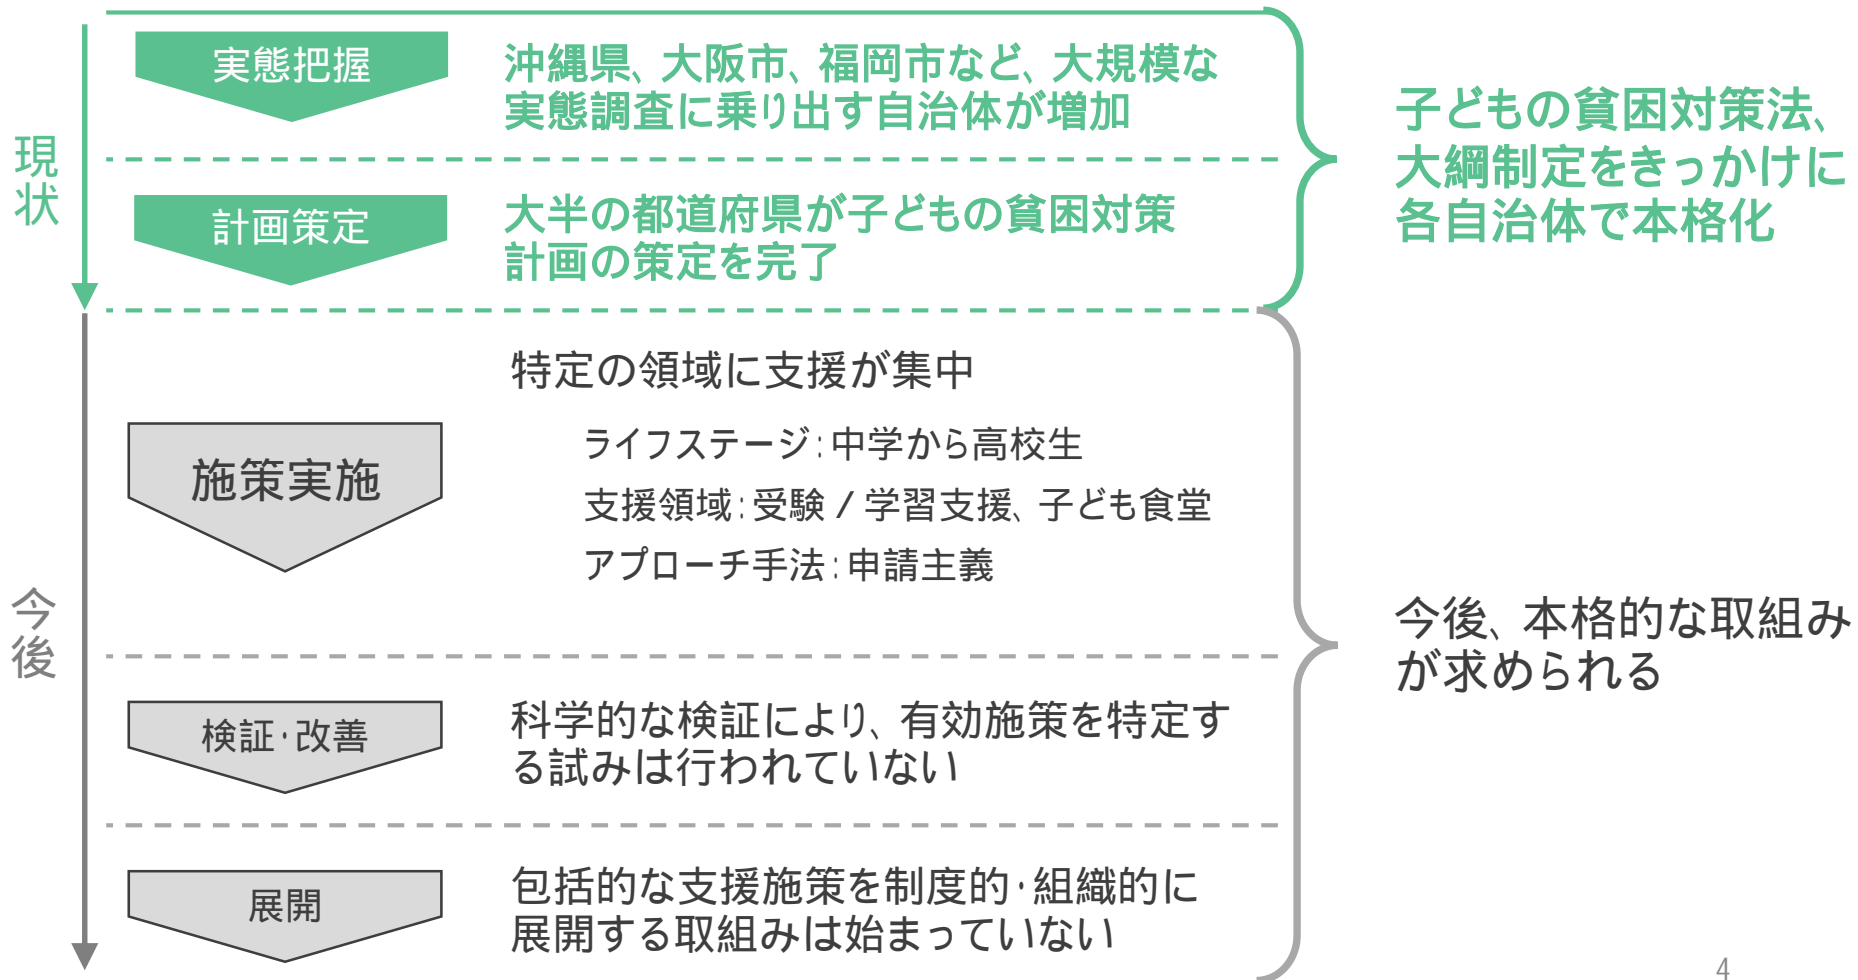 現状
実態把握
沖縄県、大阪市、福岡市など、大規模な
実態調査に乗り出す自治体が増加
計画策定
大半の都道府県が子どもの貧困対策
計画の策定を完了
子どもの貧困対策法、
大綱制定をきっかけに
各自治体で本格化
今後
施策実施
特定の領域に支援が集中
ライフステージ：中学から高校生
支援領域：受験 / 学習支援、子ども食堂
アプローチ手法：申請主義
検証・改善
科学的な検証により、有効施策を特定す
る試みは行われていない
展開
包括的な支援施策を制度的・組織的に
展開する取組みは始まっていない
今後、本格的な取組み
が求められる
4